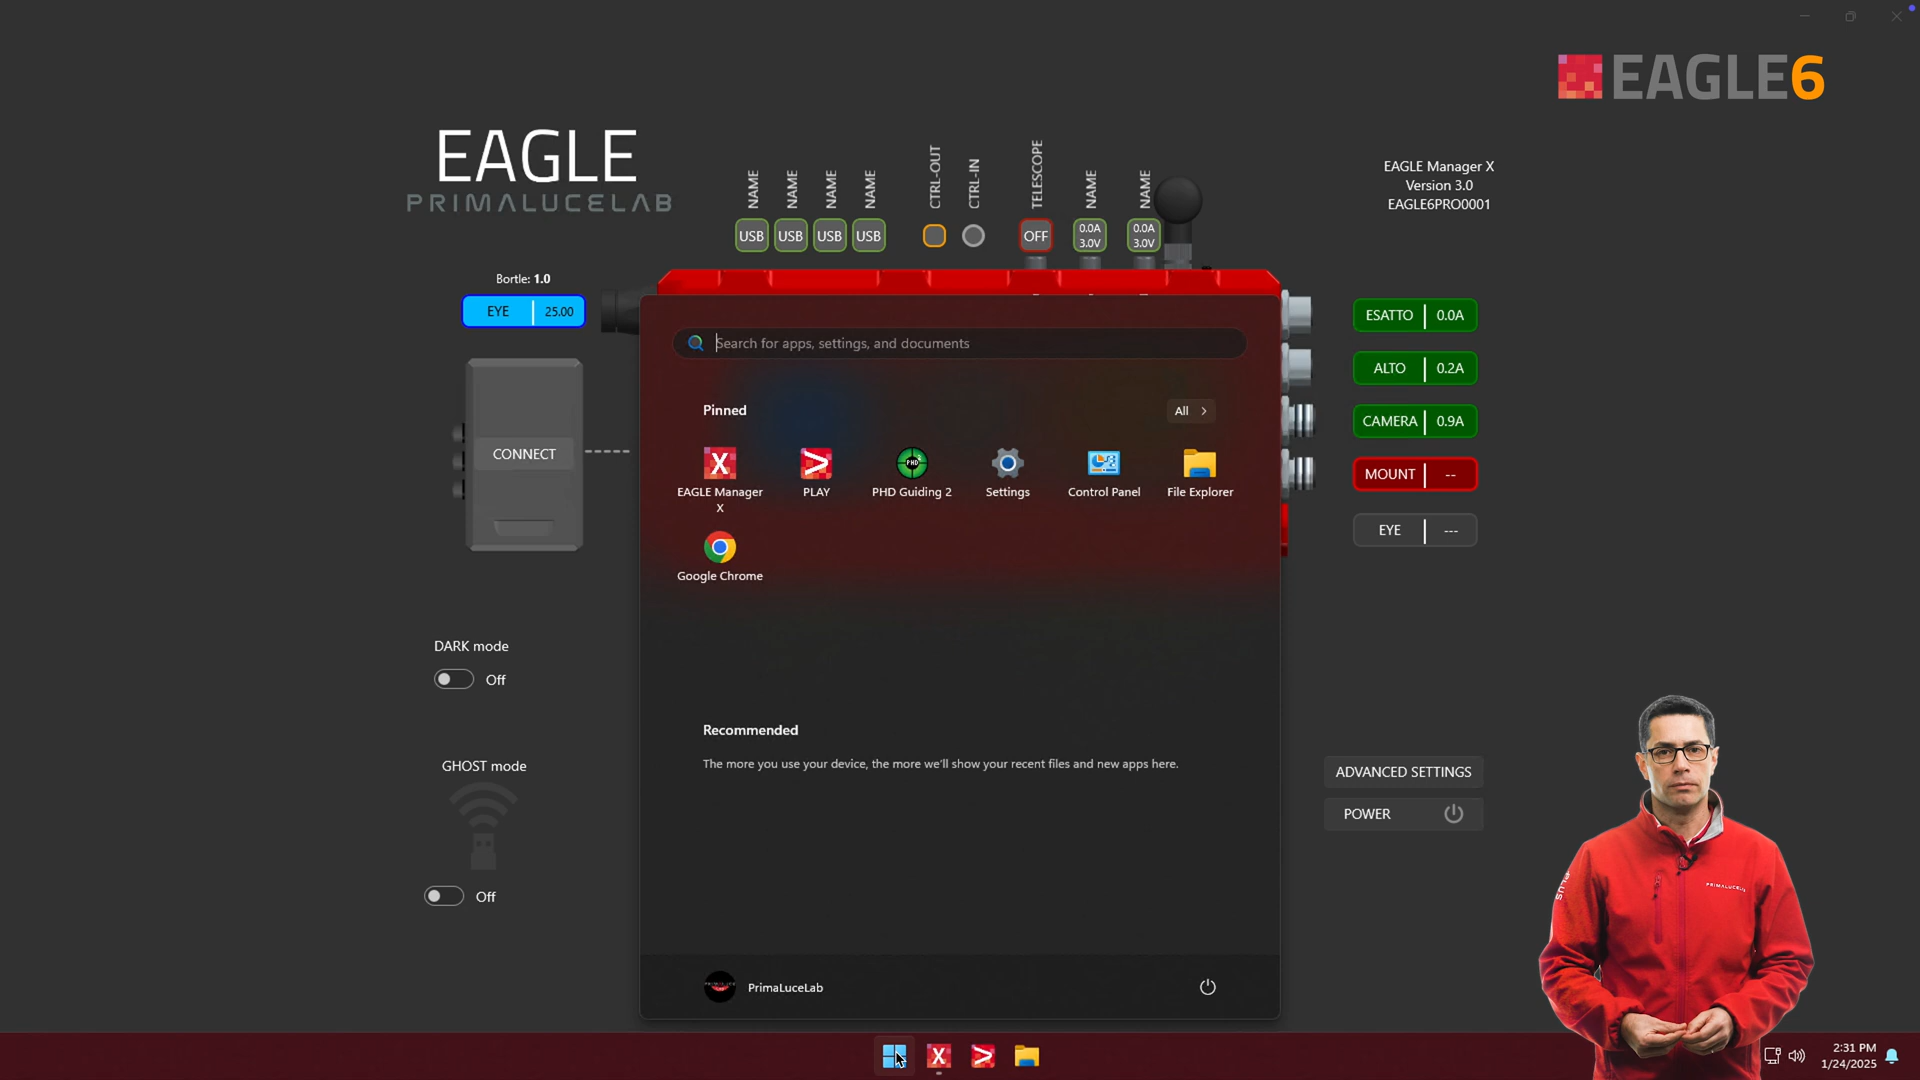 EAGLE6
EAGLE
PRIMALUCELAB
NAME
NAME
NAME
NAME
CTRL-OUT
CTRL-IN
TELESCOPE
NAME
NAME
USB
USB
USB
USB
OFF
0.0A
3.0V
0.0A
3.0V
EAGLE Manager X
Version 3.0
EAGLE6PRO0001
Bortle: 1.0
EYE 25.00
CONNECT
Search for apps, settings, and documents
Pinned
All
EAGLE Manager X
PLAY
PHD Guiding 2
Settings
Control Panel
File Explorer
Google Chrome
Recommended
The more you use your device, the more we'll show your recent files and new apps here.
PrimaLuceLab
ESATTO 0.0A
ALTO 0.2A
CAMERA 0.9A
MOUNT --
EYE ---
DARK mode
Off
GHOST mode
Off
ADVANCED SETTINGS
POWER
2:31 PM
1/24/2025